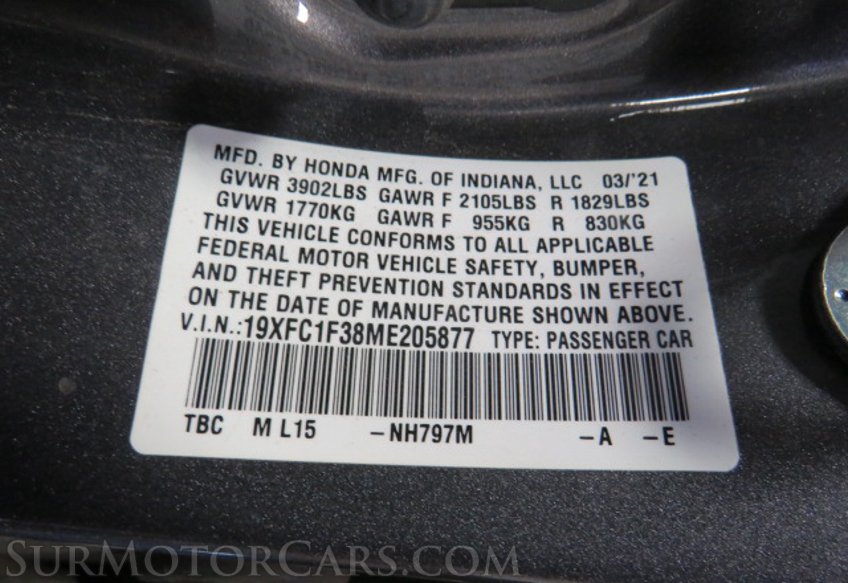 MFD. BY HONDA MFG. OF INDIANA, LLC 03/'21
GVWR 3902LBS GAWR F 2105LBS R 1829LBS
GVWR 1770KG GAWR F 955KG R 830KG
THIS VEHICLE CONFORMS TO ALL APPLICABLE
FEDERAL MOTOR VEHICLE SAFETY, BUMPER,
AND THEFT PREVENTION STANDARDS IN EFFECT
ON THE DATE OF MANUFACTURE SHOWN ABOVE.
V.I.N.:19XFC1F38ME205877 TYPE: PASSENGER CAR
TBC M L15 -NH797M -A -E
SURMOTORCARS.COM